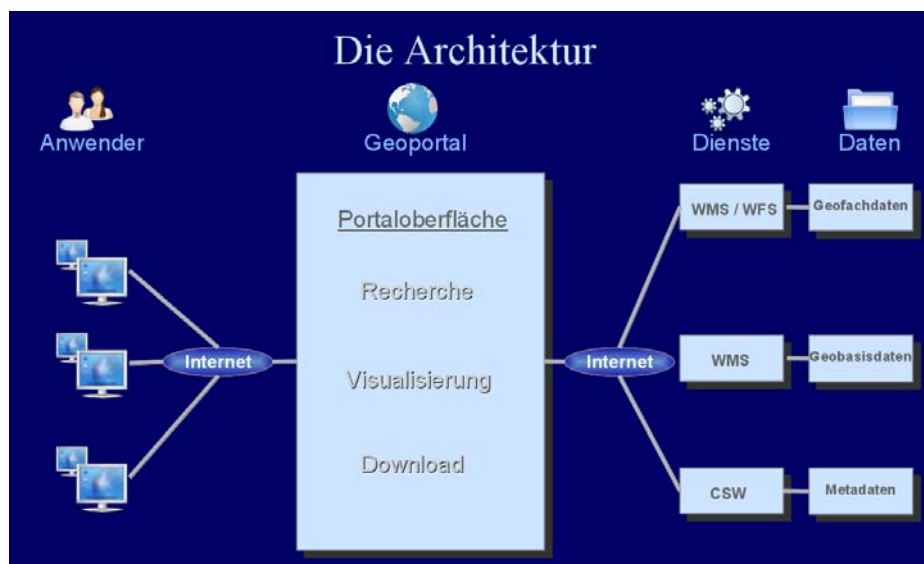 Die Architektur
Anwender
Geoportal
Dienste
Daten
Portaloberfläche
Recherche
Visualisierung
Download
Internet
Internet
WMS / WFS
Geofachdaten
WMS
Geobasisdaten
CSW
Metadaten